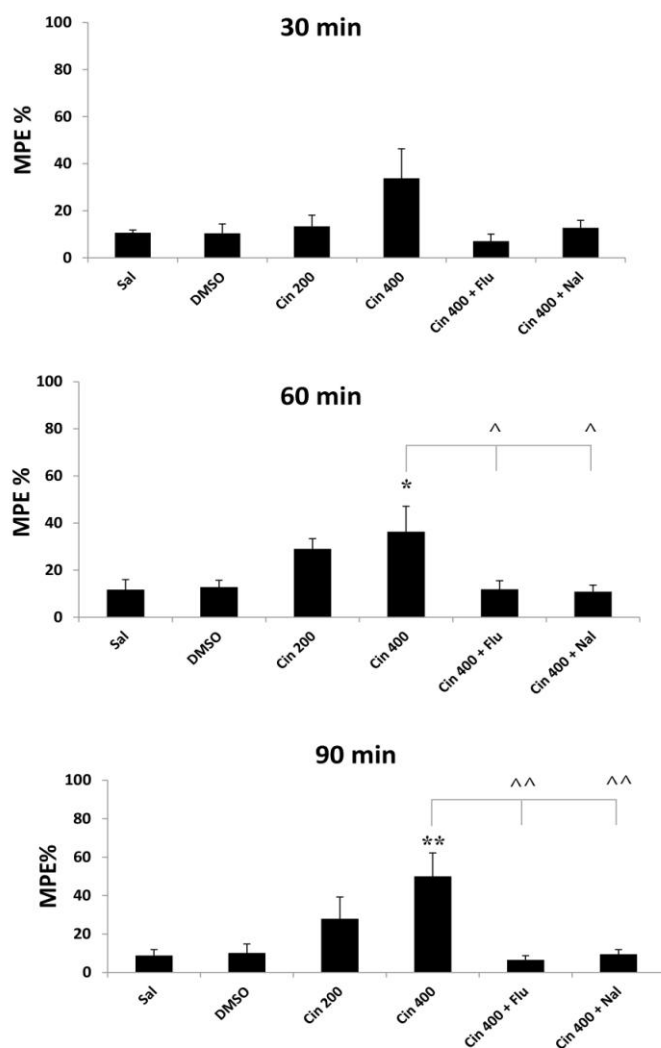 30 min
MPE %
100
80
60
40
20
0
Sal
DMSO
Cin 200
Cin 400
Cin 400 + Flu
Cin 400 + Nal
60 min
MPE %
100
80
60
40
20
0
^ ^
*
Sal
DMSO
Cin 200
Cin 400
Cin 400 + Flu
Cin 400 + Nal
90 min
MPE%
100
80
60
40
20
0
^^ ^^
**
Sal
DMSO
Cin 200
Cin 400
Cin 400 + Flu
Cin 400 + Nal